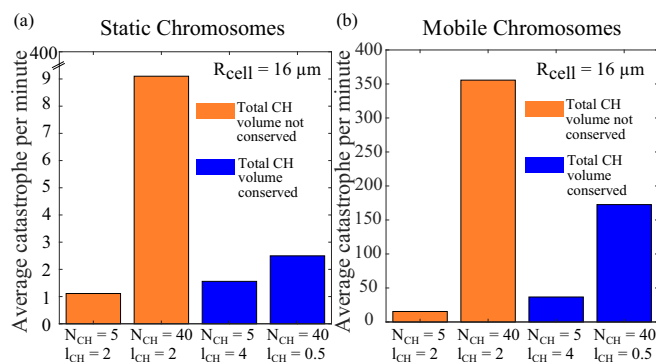 (a)
Static Chromosomes
Average catastrophe per minute
400
9
8
7
6
5
4
3
2
1
0
R_cell = 16 μm
Total CH
volume not
conserved
Total CH
volume
conserved
N_CH = 5
l_CH = 2
N_CH = 40
l_CH = 2
N_CH = 5
l_CH = 4
N_CH = 40
l_CH = 0.5
(b)
Mobile Chromosomes
Average catastrophe per minute
400
350
300
250
200
150
100
50
0
R_cell = 16 μm
Total CH
volume not
conserved
Total CH
volume
conserved
N_CH = 5
l_CH = 2
N_CH = 40
l_CH = 2
N_CH = 5
l_CH = 4
N_CH = 40
l_CH = 0.5